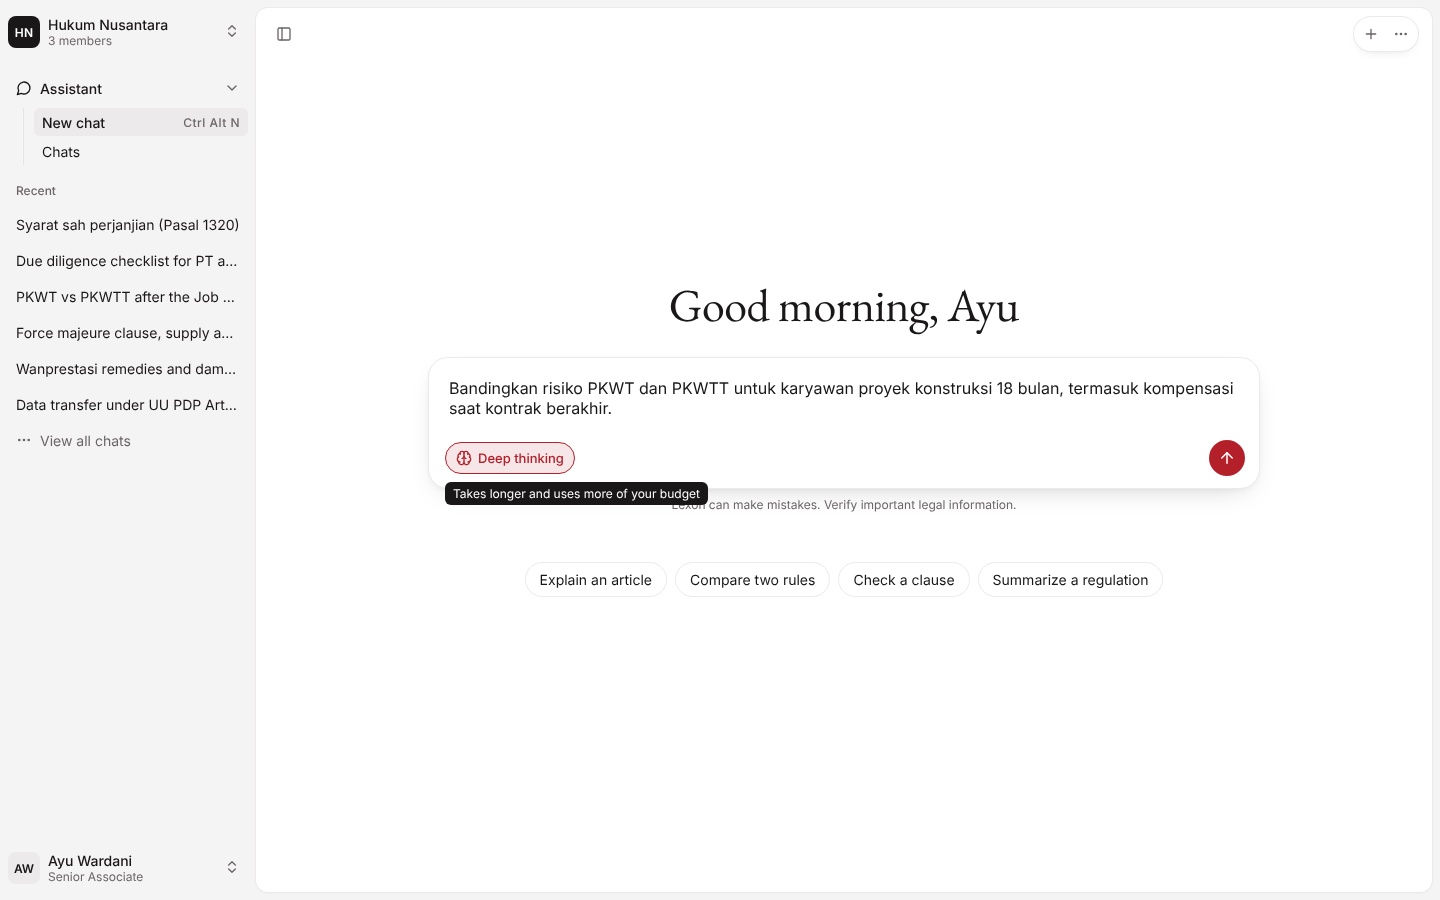 HN
Hukum Nusantara
3 members
Assistant
New chat
Ctrl Alt N
Chats
Recent
Syarat sah perjanjian (Pasal 1320)
Due diligence checklist for PT a...
PKWT vs PKWTT after the Job ...
Force majeure clause, supply a...
Wanprestasi remedies and dam...
Data transfer under UU PDP Art...
View all chats
AW
Ayu Wardani
Senior Associate
Good morning, Ayu
Bandingkan risiko PKWT dan PKWTT untuk karyawan proyek konstruksi 18 bulan, termasuk kompensasi
saat kontrak berakhir.
Deep thinking
Takes longer and uses more of your budget
can make mistakes. Verify important legal information.
Explain an article
Compare two rules
Check a clause
Summarize a regulation